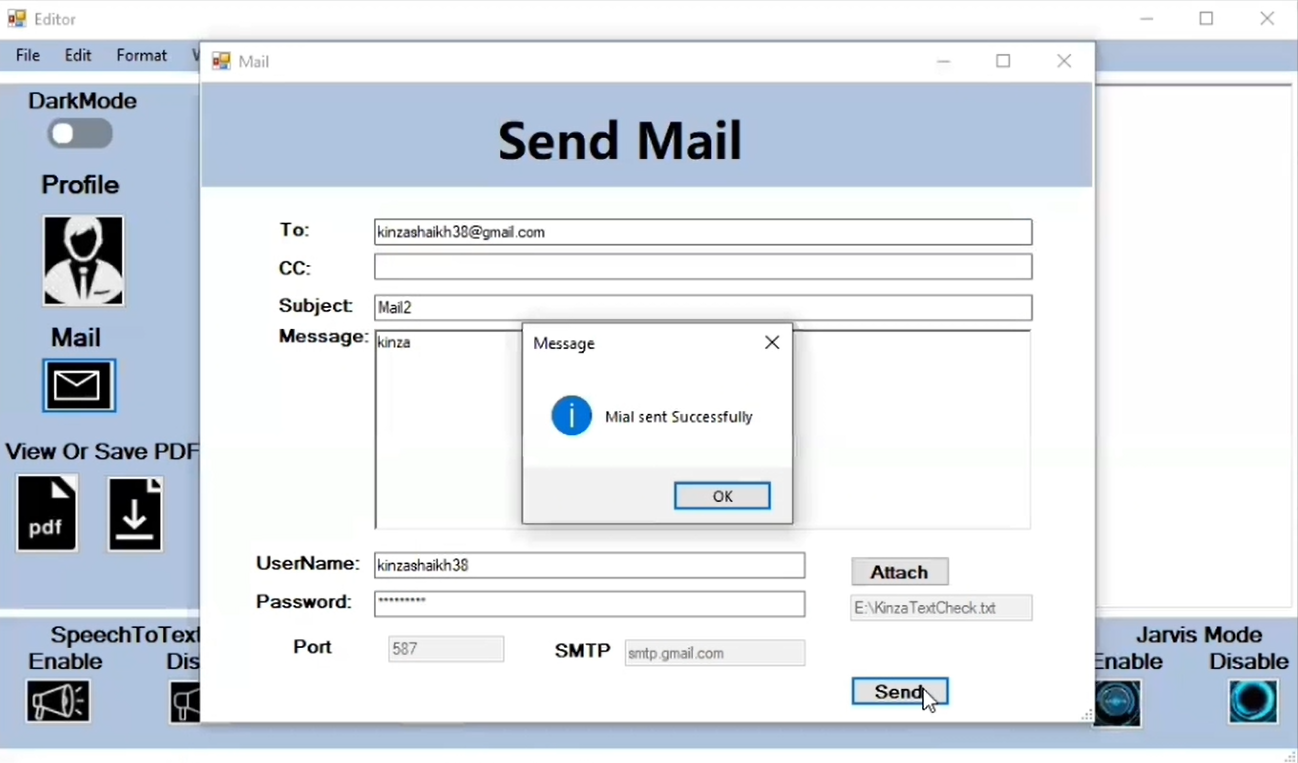 Editor
File Edit Format
Mail
DarkMode
Send Mail
Profile
To: kinzashaikh38@gmail.com
CC:
Subject: Mail2
Message: kinza
Mail
Message
Mial sent Successfully
OK
View Or Save PDF
pdf
UserName: kinzashaikh38
Attach
Password: *********
E:\KinzaTextCheck.txt
Port 587 SMTP smtp.gmail.com
Send
SpeechToText
Enable Dis
Jarvis Mode
Enable Disable